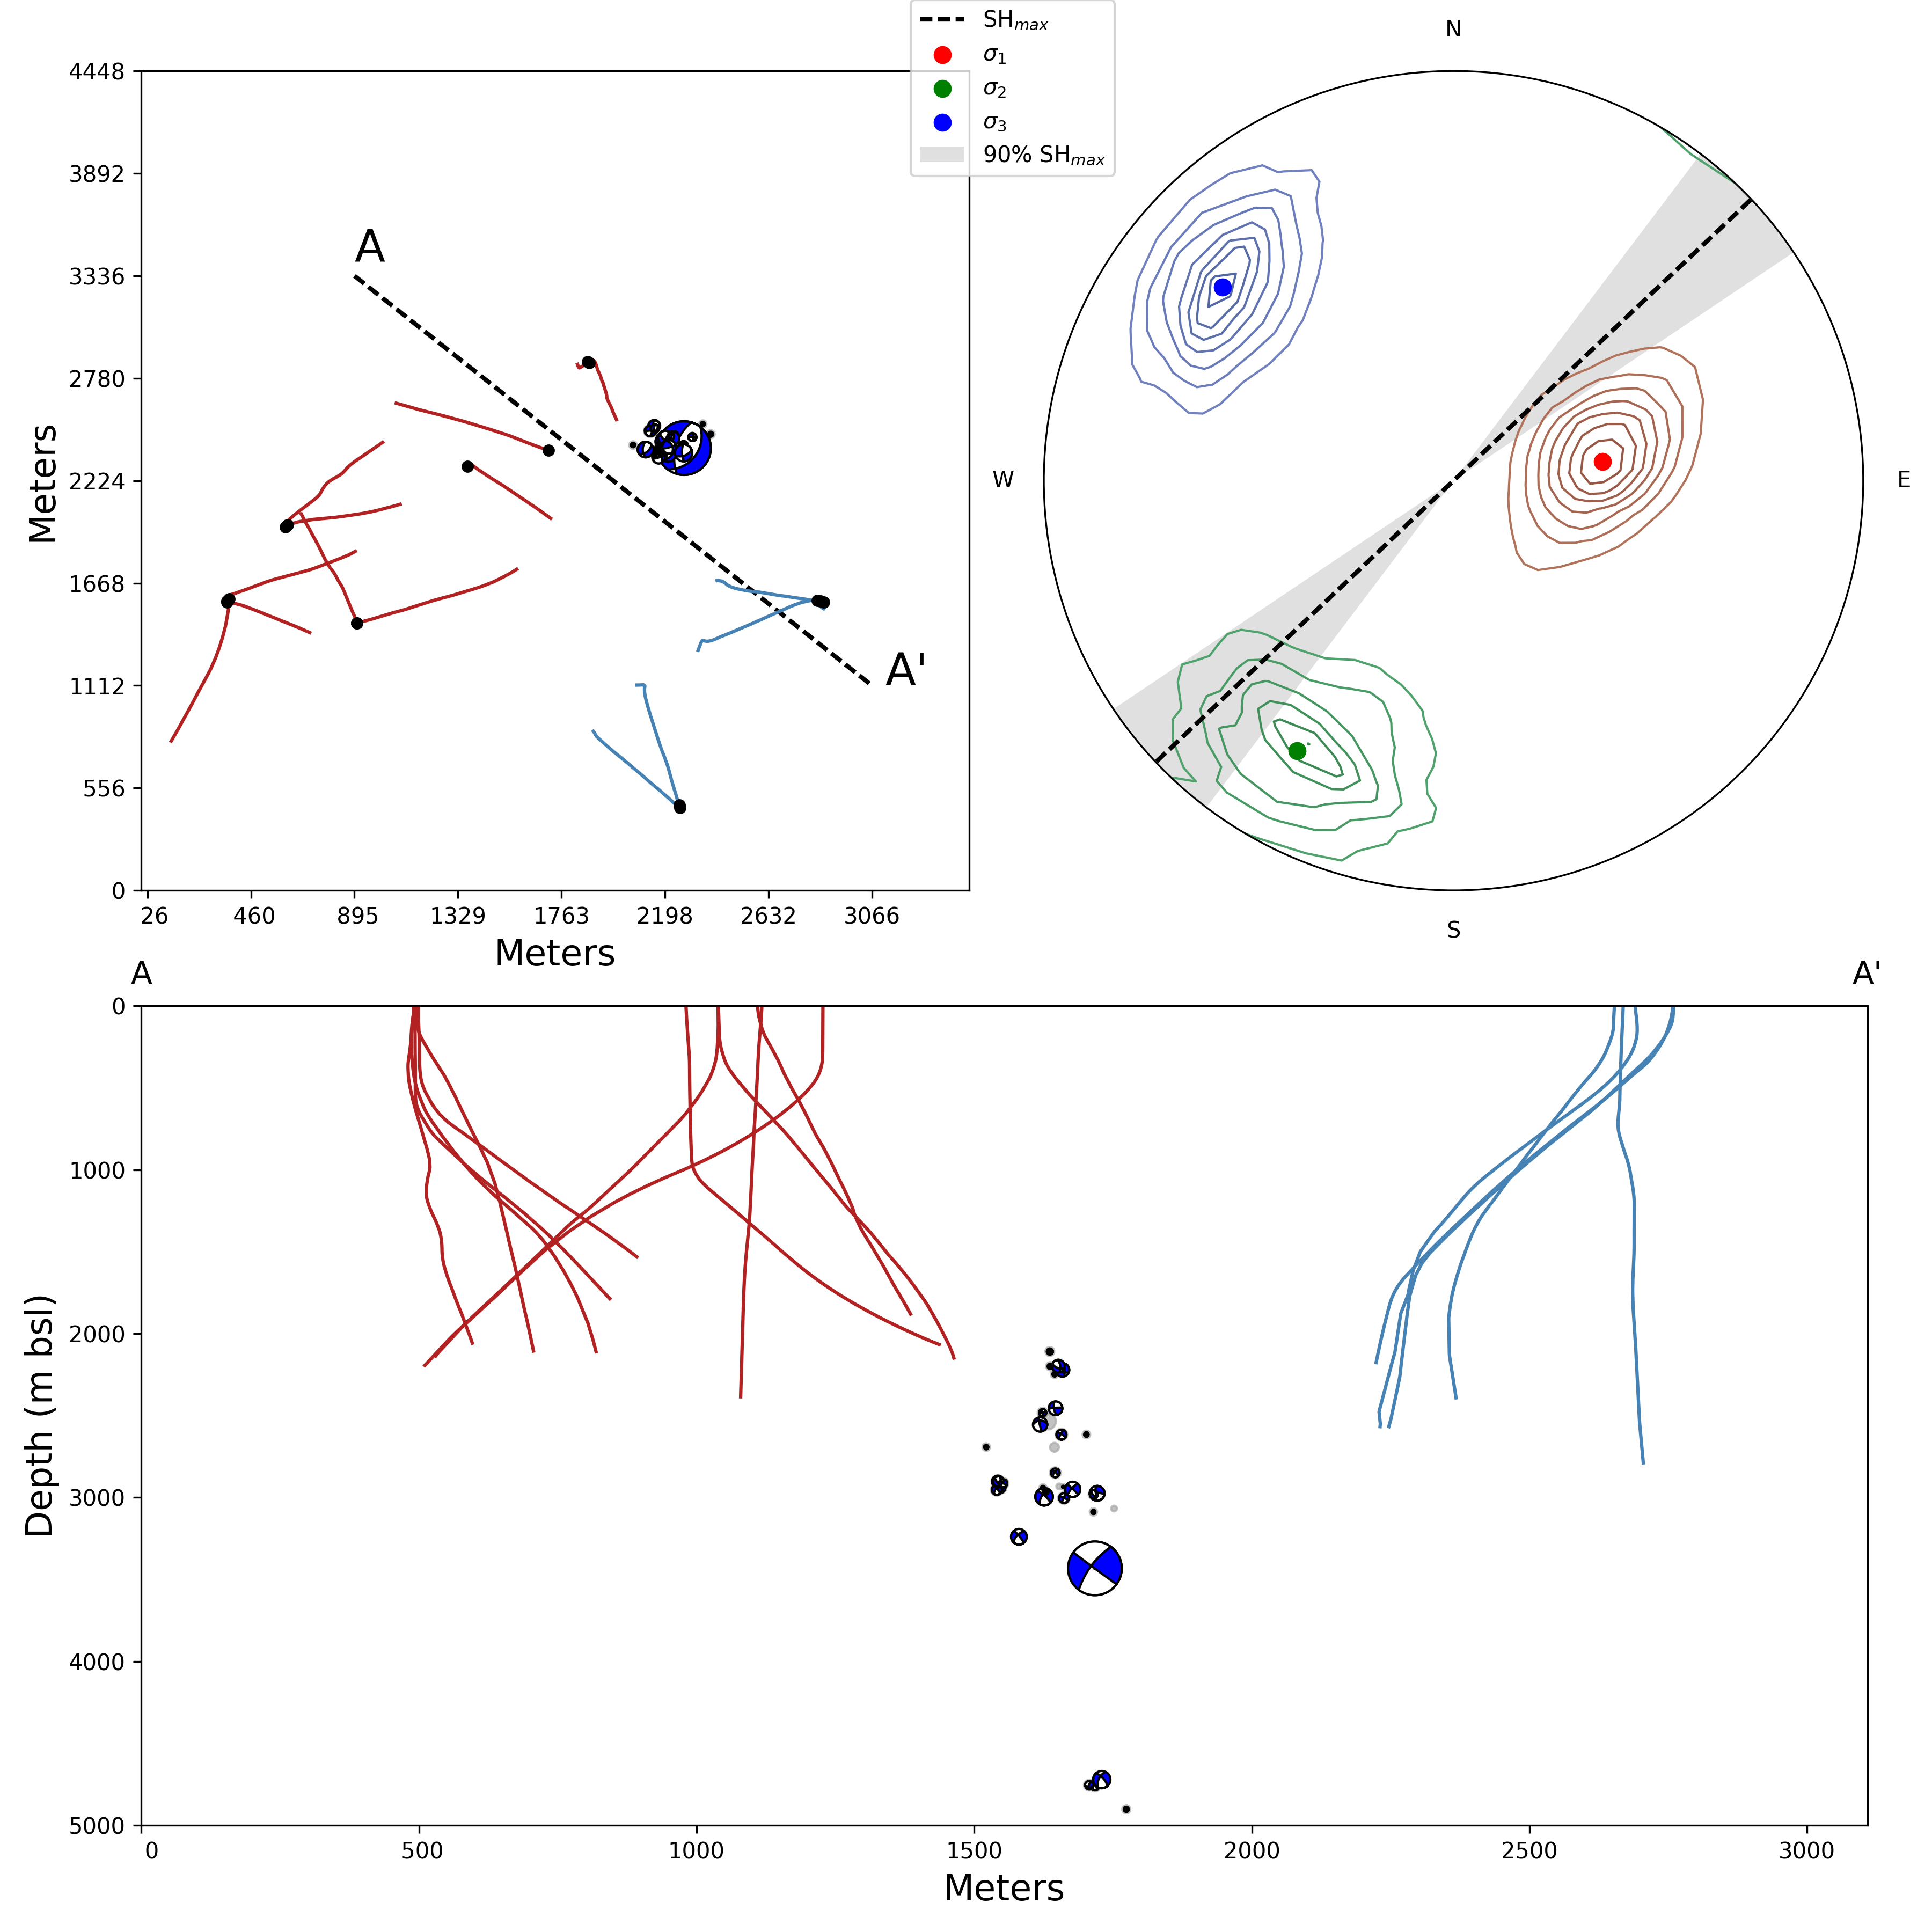 SHmax
σ1
σ2
σ3
90% SHmax
N
W
E
S
4448
3892
3336
2780
2224
1668
1112
556
0
Meters
A
A'
26 460 895 1329 1763 2198 2632 3066
Meters
A A'
0
1000
2000
3000
4000
5000
Depth (m bsl)
0 500 1000 1500 2000 2500 3000
Meters